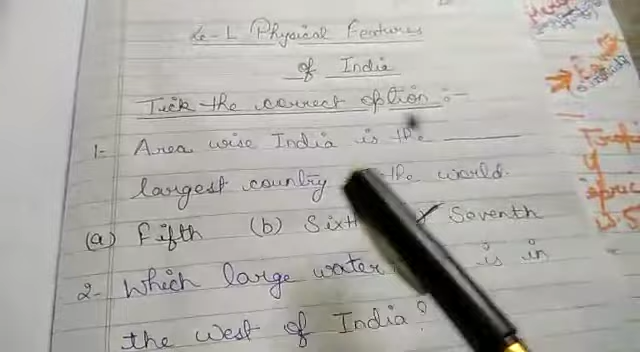 L-1 Physical Features
of India
Tick the correct option :-
1- Area wise India is the ______
largest country the world.
(a) Fifth (b) Sixth Seventh
2- Which large water is in
the west of India?